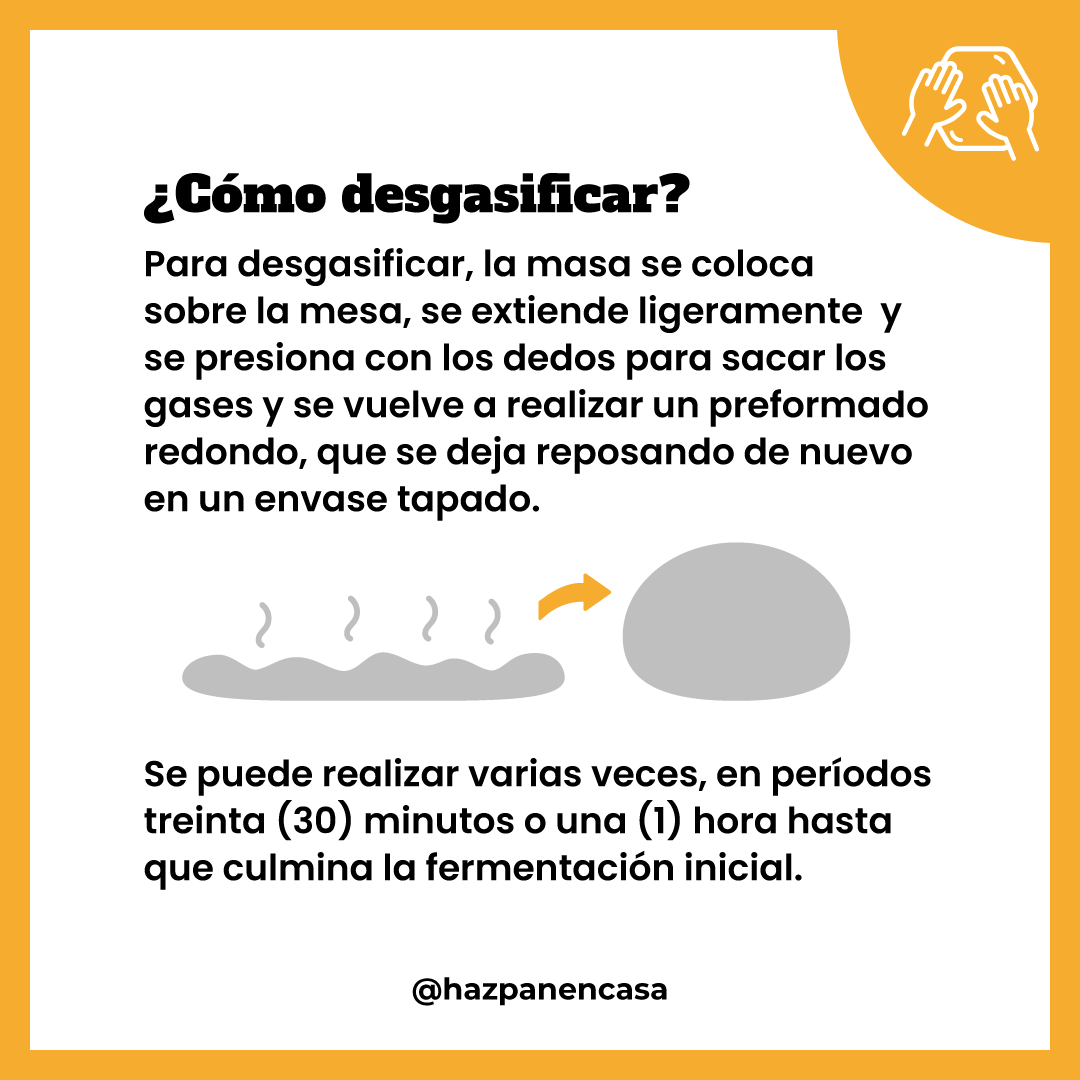 ¿Cómo desgasificar?
Para desgasificar, la masa se coloca
sobre la mesa, se extiende ligeramente  y
se presiona con los dedos para sacar los
gases y se vuelve a realizar un preformado
redondo, que se deja reposando de nuevo
en un envase tapado.
Se puede realizar varias veces, en períodos
treinta (30) minutos o una (1) hora hasta
que culmina la fermentación inicial.
@hazpanencasa